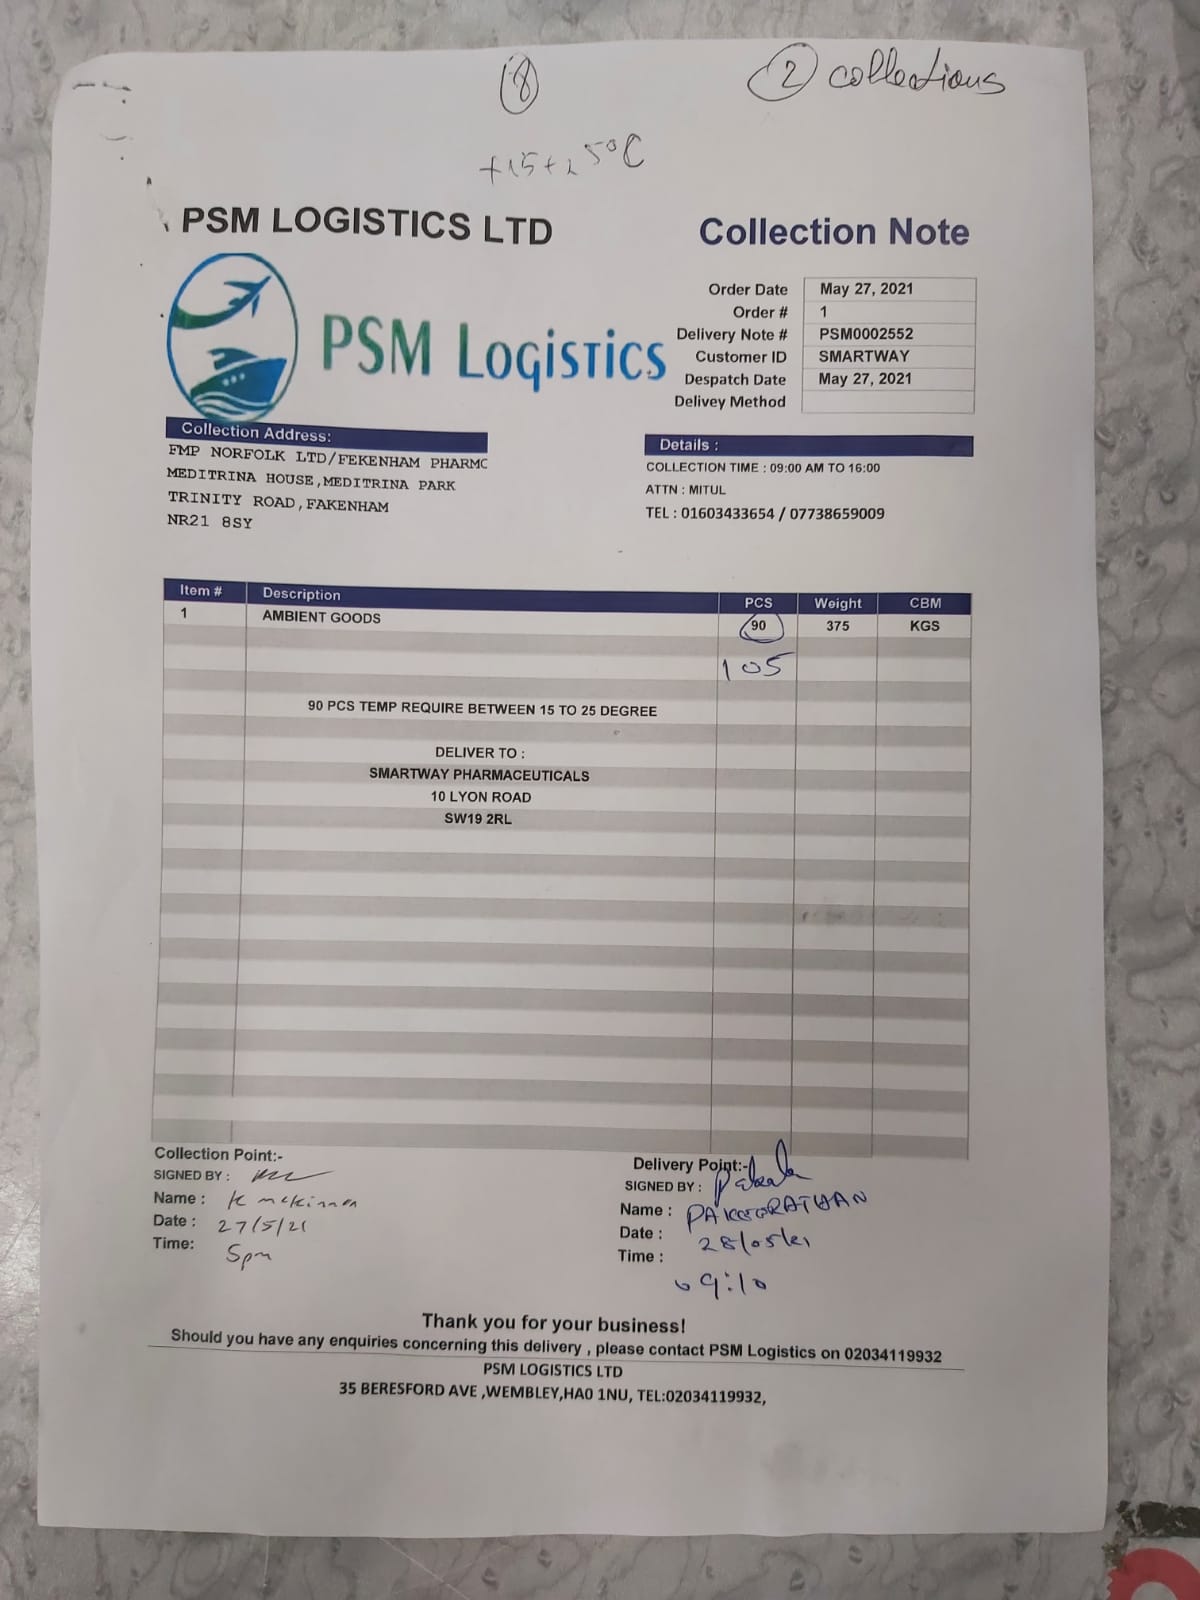 8
2 collections
+15+25°C
PSM LOGISTICS LTD
Collection Note
PSM Logistics
Order Date May 27, 2021
Order # 1
Delivery Note # PSM0002552
Customer ID SMARTWAY
Despatch Date May 27, 2021
Delivey Method
Collection Address:
FMP NORFOLK LTD/FEKENHAM PHARMC
MEDITRINA HOUSE,MEDITRINA PARK
TRINITY ROAD,FAKENHAM
NR21 8SY
Details :
COLLECTION TIME : 09:00 AM TO 16:00
ATTN : MITUL
TEL : 01603433654 / 07738659009
Item # Description PCS Weight CBM
1 AMBIENT GOODS 90 375 KGS
105
90 PCS TEMP REQUIRE BETWEEN 15 TO 25 DEGREE
DELIVER TO :
SMARTWAY PHARMACEUTICALS
10 LYON ROAD
SW19 2RL
Collection Point:-
SIGNED BY :
Name : K mckinnon
Date : 27/5/21
Time: 5pm
Delivery Point:-
SIGNED BY :
Name : PAKEERATHAN
Date : 28/05/21
Time :
09:10
Thank you for your business!
Should you have any enquiries concerning this delivery , please contact PSM Logistics on 02034119932
PSM LOGISTICS LTD
35 BERESFORD AVE ,WEMBLEY,HA0 1NU, TEL:02034119932,